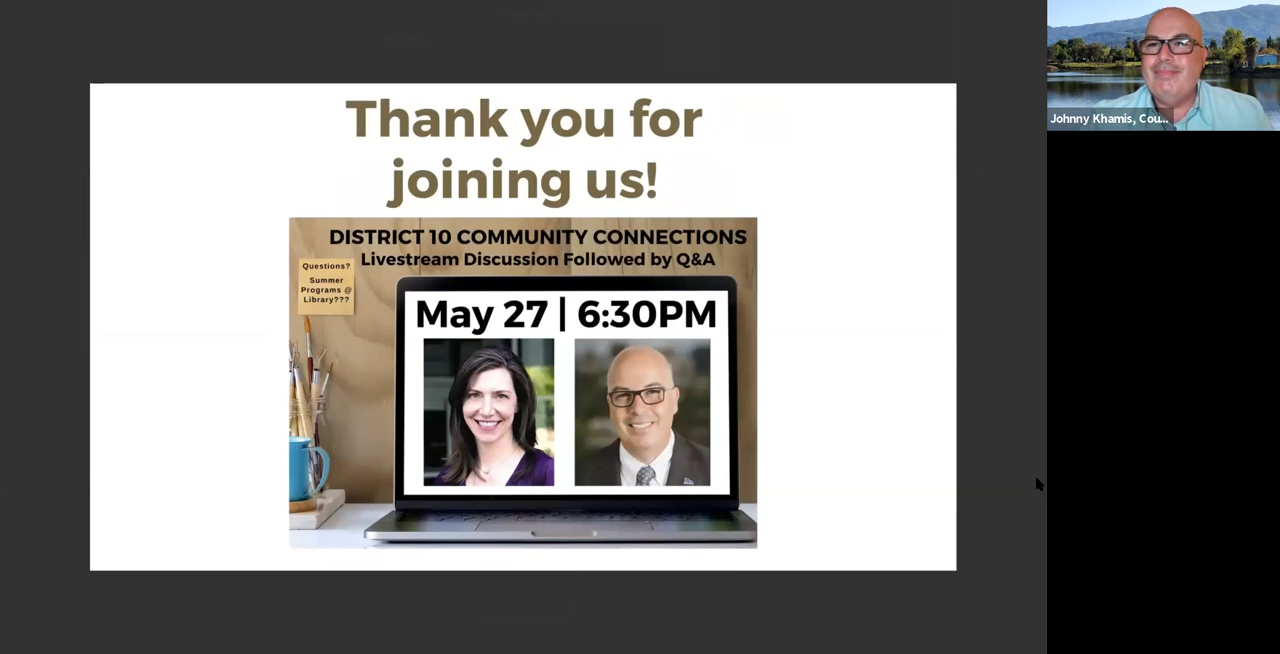 Thank you for
joining us!
DISTRICT 10 COMMUNITY CONNECTIONS
Livestream Discussion Followed by Q&A
Questions?
Summer
Programs @
Library???
May 27 | 6:30PM
Johnny Khamis, Cou...